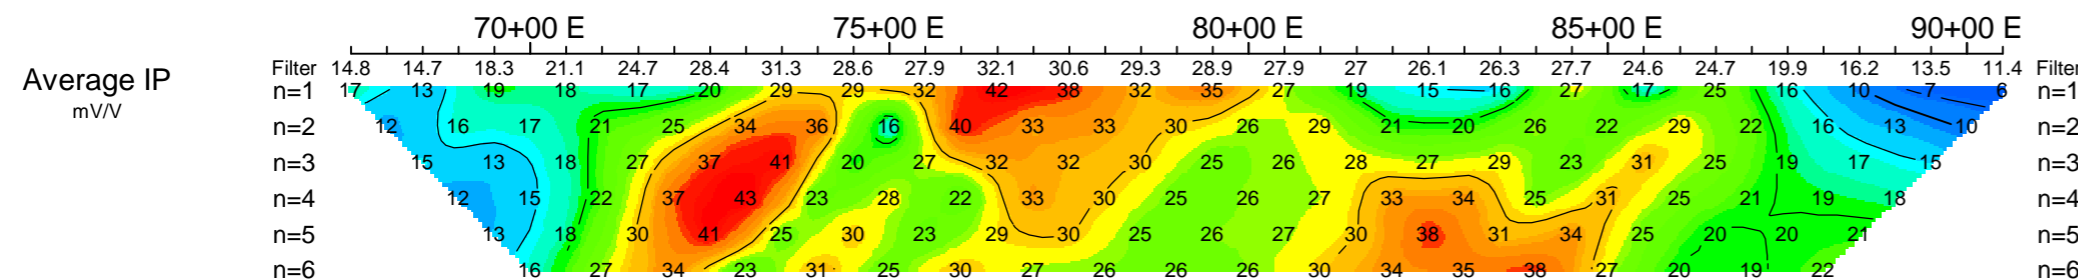 70+00 E 75+00 E 80+00 E 85+00 E 90+00 E
Average IP
mV/V
Filter 14.8 14.7 18.3 21.1 24.7 28.4 31.3 28.6 27.9 32.1 30.6 29.3 28.9 27.9 27 26.1 26.3 27.7 24.6 24.7 19.9 16.2 13.5 11.4 Filter
n=1 17 13 19 18 17 20 29 29 32 42 38 32 35 27 19 15 16 27 17 25 16 10 7 6 n=1
n=2 12 16 17 21 25 34 36 16 40 33 33 30 26 29 21 20 26 22 29 22 16 13 10 n=2
n=3 15 13 18 27 37 41 20 27 32 32 30 25 26 28 27 29 23 31 25 19 17 15 n=3
n=4 12 15 22 37 43 23 28 22 33 30 25 26 27 33 34 25 31 25 21 19 18 n=4
n=5 13 18 30 41 25 30 23 29 30 25 26 27 30 38 31 34 25 20 20 21 n=5
n=6 16 27 34 23 31 25 30 27 26 26 26 30 34 35 38 27 20 19 22 n=6